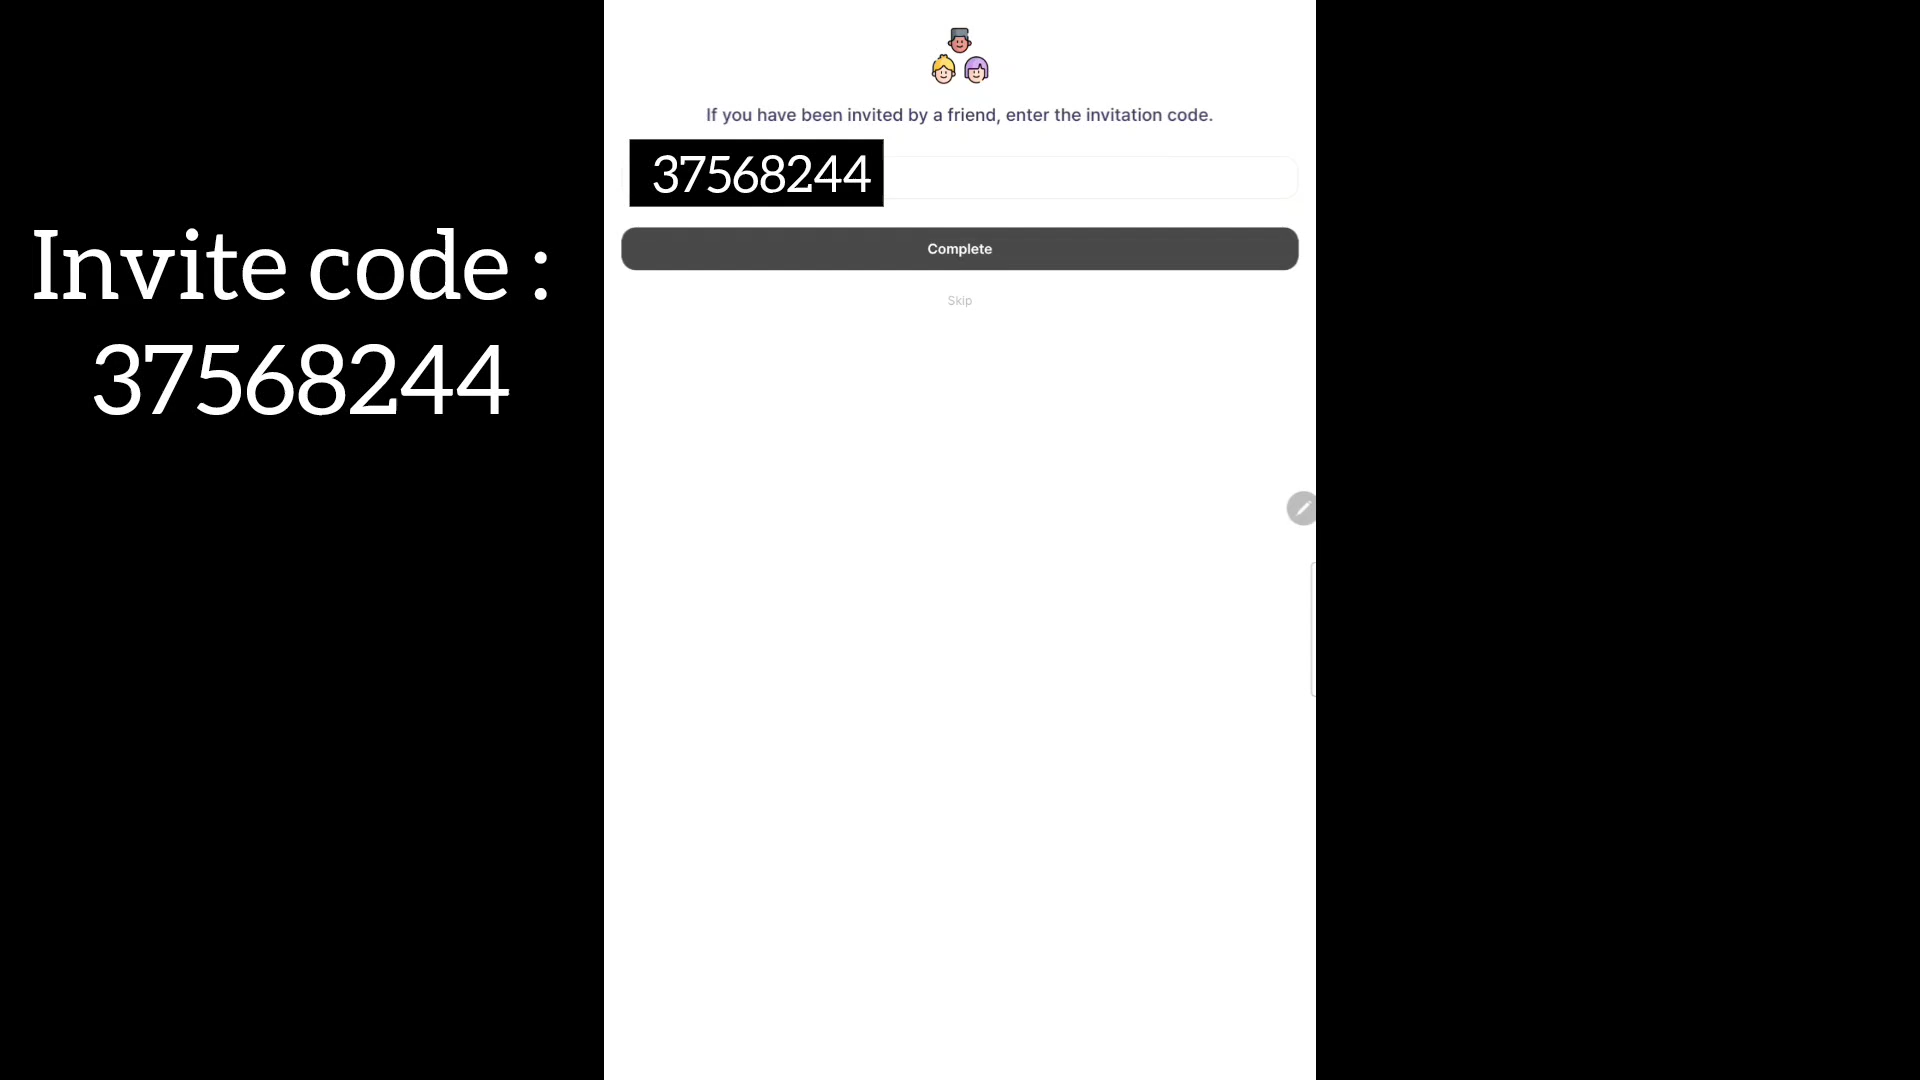 Invite code :
37568244
If you have been invited by a friend, enter the invitation code.
37568244
Complete
Skip